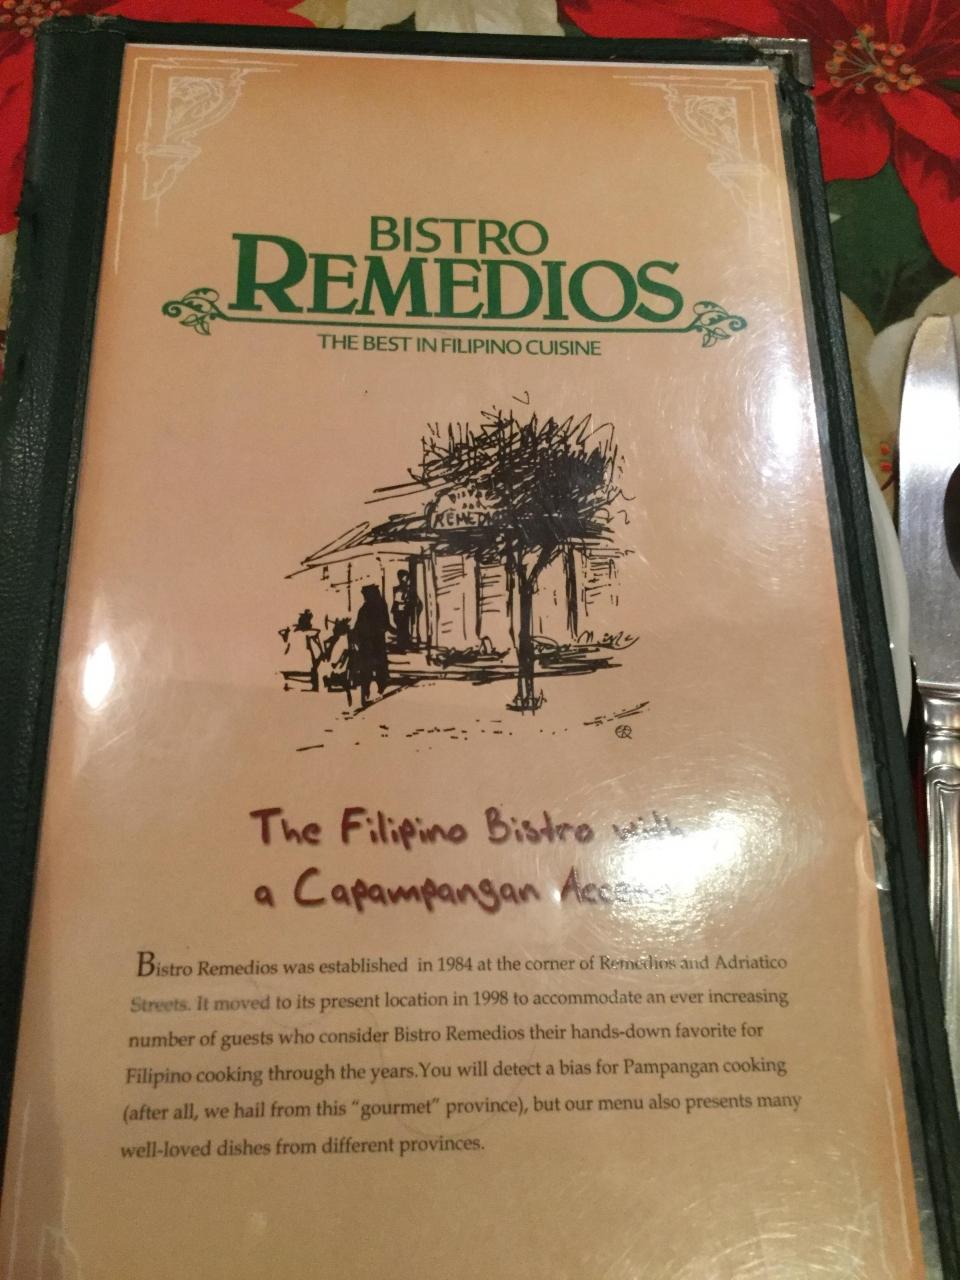 BISTRO
REMEDIOS
THE BEST IN FILIPINO CUISINE
REMEDI
The Filipino Bistro with
a Capampangan Accent
Bistro Remedios was established in 1984 at the corner of Remedios and Adriatico
Streets. It moved to its present location in 1998 to accommodate an ever increasing
number of guests who consider Bistro Remedios their hands-down favorite for
Filipino cooking through the years.You will detect a bias for Pampangan cooking
(after all, we hail from this “gourmet” province), but our menu also presents many
well-loved dishes from different provinces.